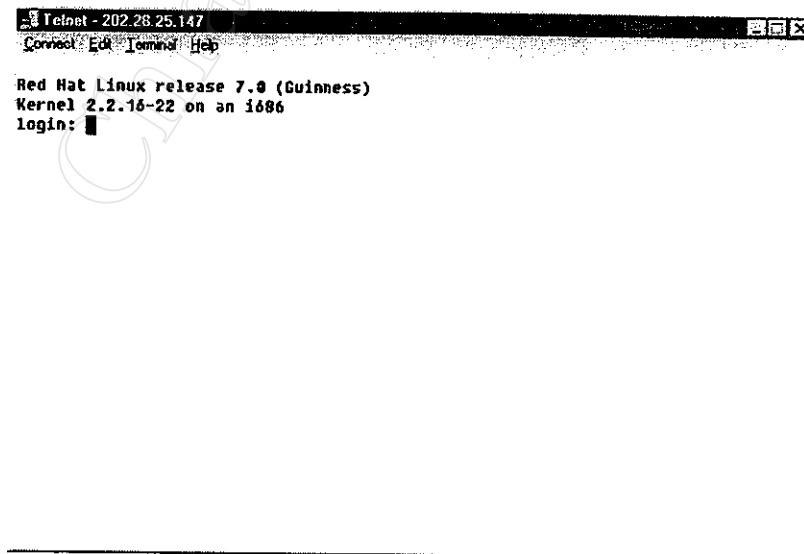 Telnet - 202.28.25.147
Connect Edit Terminal Help
Red Hat Linux release 7.0 (Guinness)
Kernel 2.2.16-22 on an i686
login: